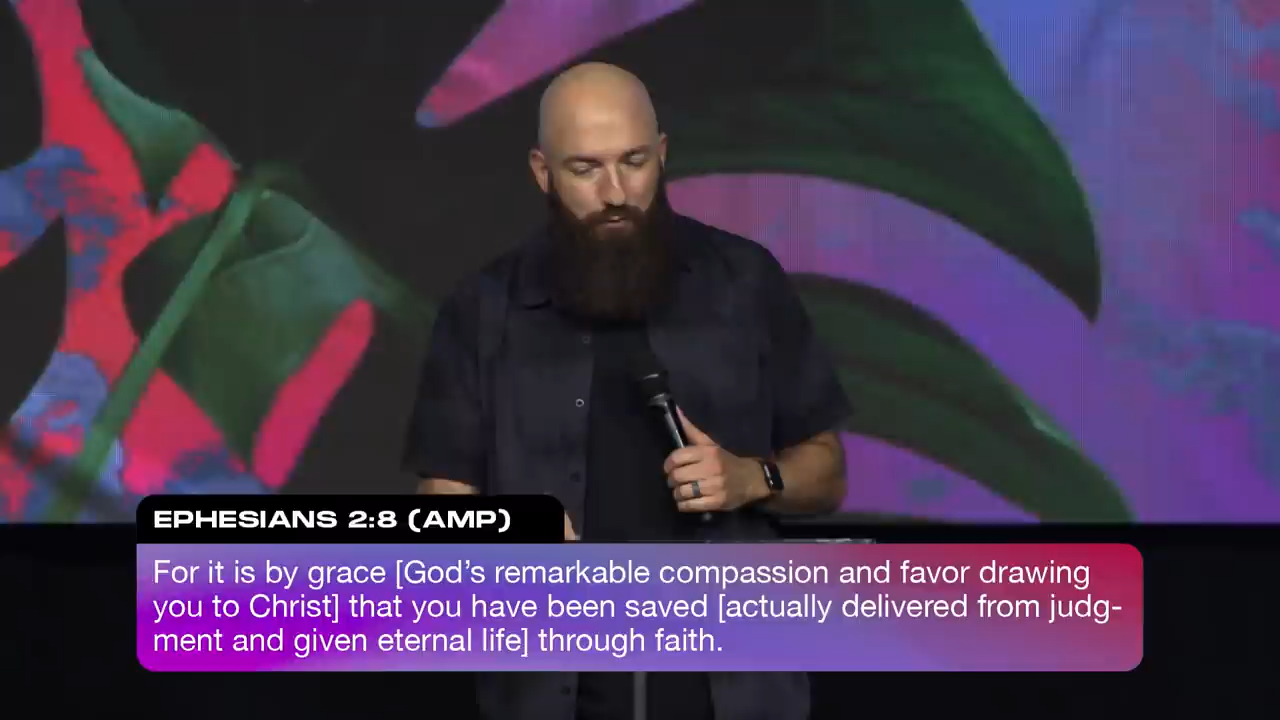 EPHESIANS 2:8 (AMP)
For it is by grace [God’s remarkable compassion and favor drawing
you to Christ] that you have been saved [actually delivered from judg-
ment and given eternal life] through faith.